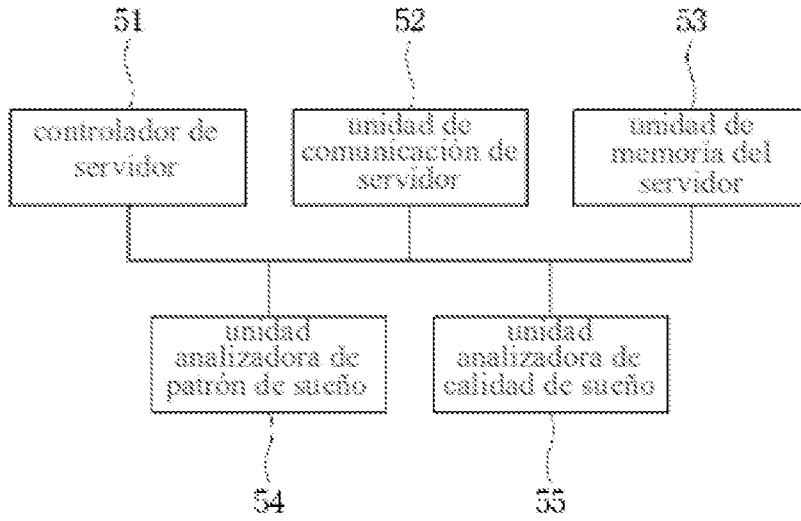 51
52
53
controlador de
servidor
unidad de
comunicación de
servidor
unidad de
memoria del
servidor
unidad
analizadora de
patrón de sueño
unidad
analizadora de
calidad de sueño
54
55